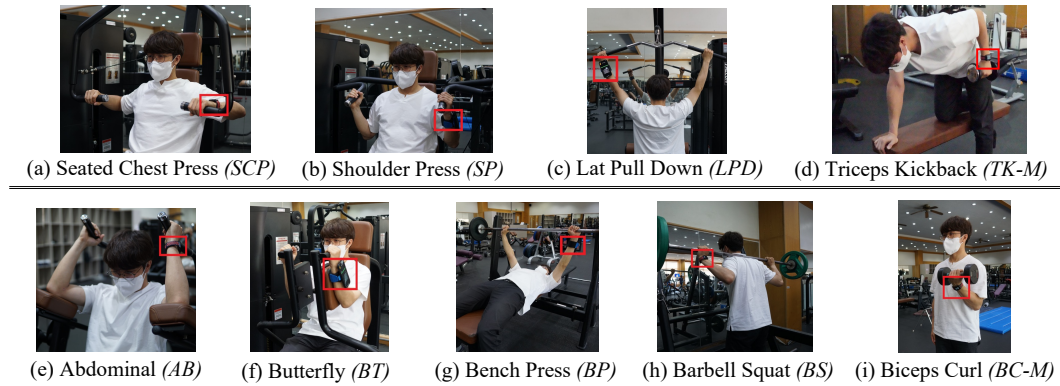 (a) Seated Chest Press (SCP)
(b) Shoulder Press (SP)
(c) Lat Pull Down (LPD)
(d) Triceps Kickback (TK-M)
(e) Abdominal (AB)
(f) Butterfly (BT)
(g) Bench Press (BP)
(h) Barbell Squat (BS)
(i) Biceps Curl (BC-M)